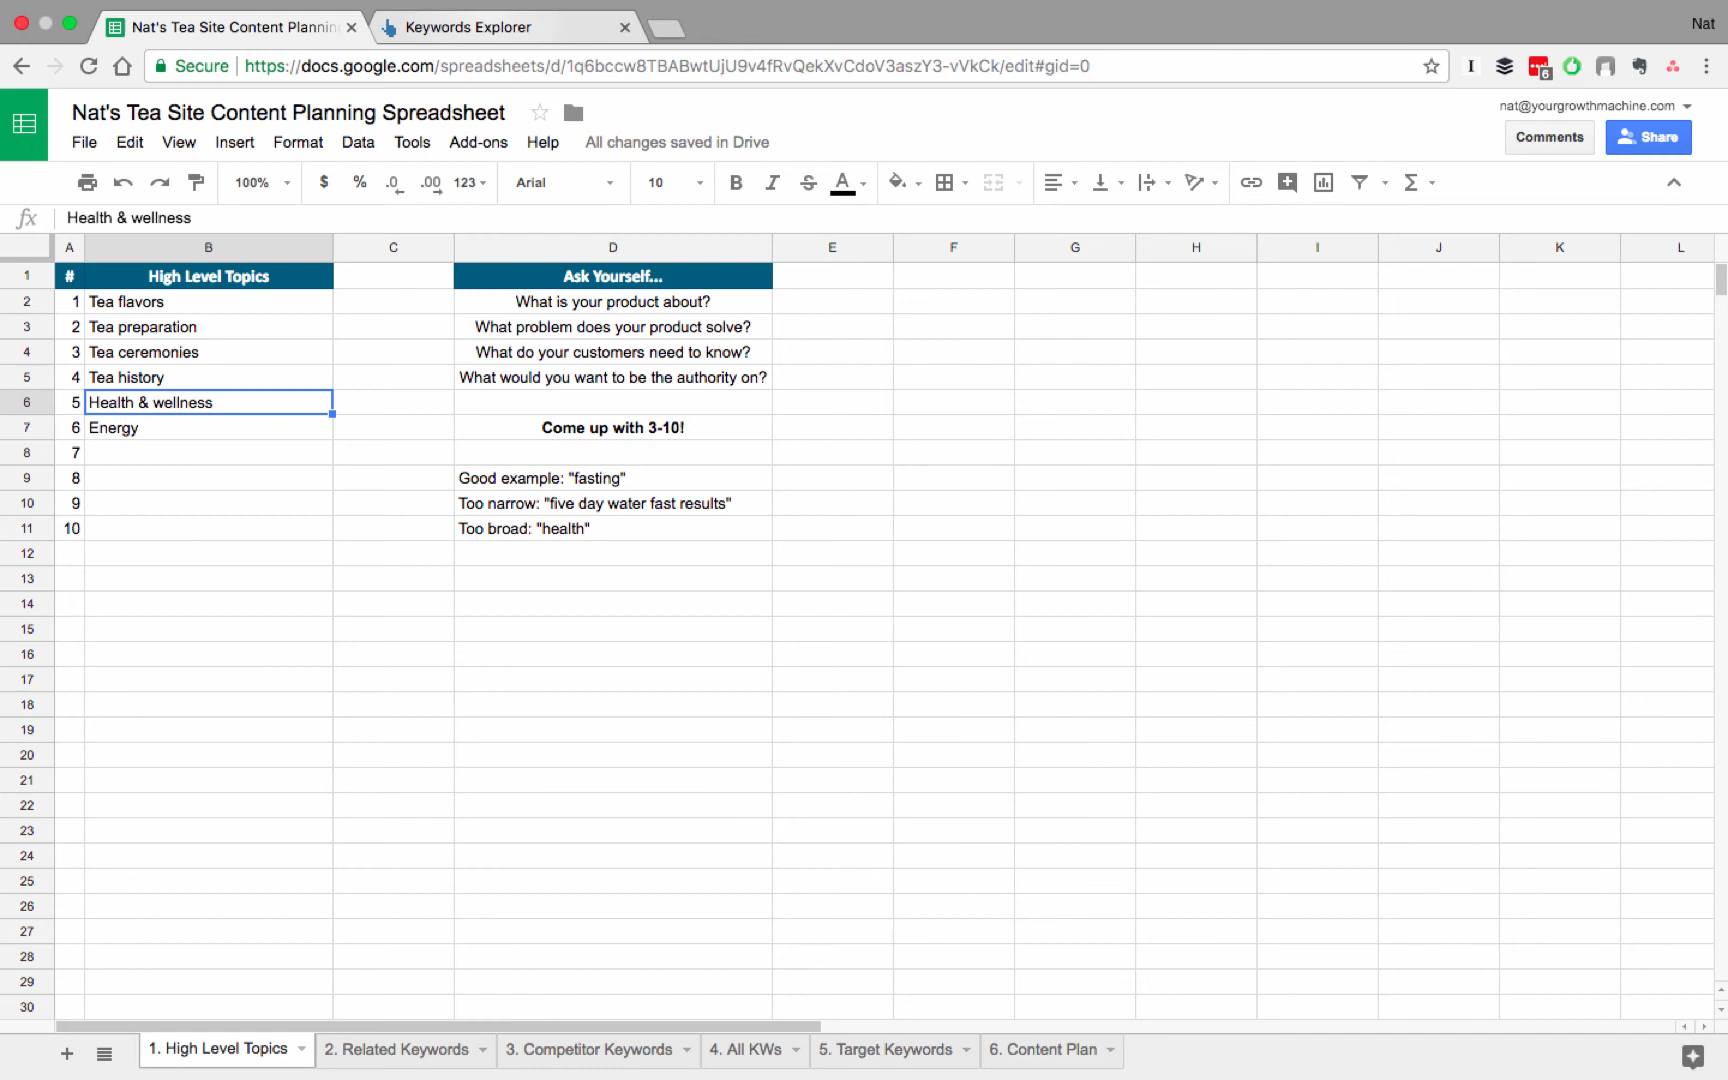 Nat's Tea Site Content Plannin
Keywords Explorer
Nat
Secure
https://docs.google.com/spreadsheets/d/1q6bccw8TBABwtUjU9v4fRvQekXvCdoV3aszY3-vVkCk/edit#gid=0
6
Nat's Tea Site Content Planning Spreadsheet
nat@yourgrowthmachine.com
File Edit View Insert Format Data Tools Add-ons Help All changes saved in Drive
Comments
Share
100% $ % .0 .00 123 Arial 10 B I S A Σ
fx Health & wellness
A B C D E F G H I J K L
1 # High Level Topics Ask Yourself...
2 1 Tea flavors What is your product about?
3 2 Tea preparation What problem does your product solve?
4 3 Tea ceremonies What do your customers need to know?
5 4 Tea history What would you want to be the authority on?
6 5 Health & wellness
7 6 Energy Come up with 3-10!
8 7
9 8 Good example: "fasting"
10 9 Too narrow: "five day water fast results"
11 10 Too broad: "health"
12
13
14
15
16
17
18
19
20
21
22
23
24
25
26
27
28
29
30
1. High Level Topics 2. Related Keywords 3. Competitor Keywords 4. All KWs 5. Target Keywords 6. Content Plan